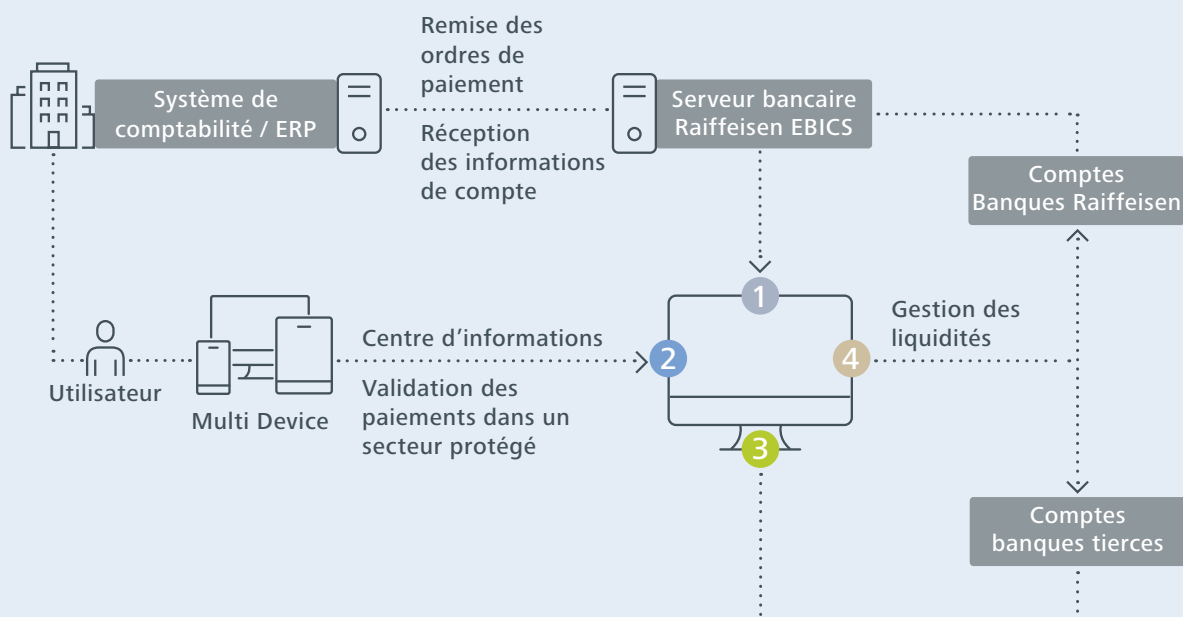 Remise des
ordres de
paiement
Système de
comptabilité / ERP
Serveur bancaire
Raiffeisen EBICS
Réception
des informations
de compte
Comptes
Banques Raiffeisen
1
Gestion des
liquidités
Centre d’informations
2
4
Utilisateur
Multi Device
Validation des
paiements dans un
secteur protégé
3
Comptes
banques tierces